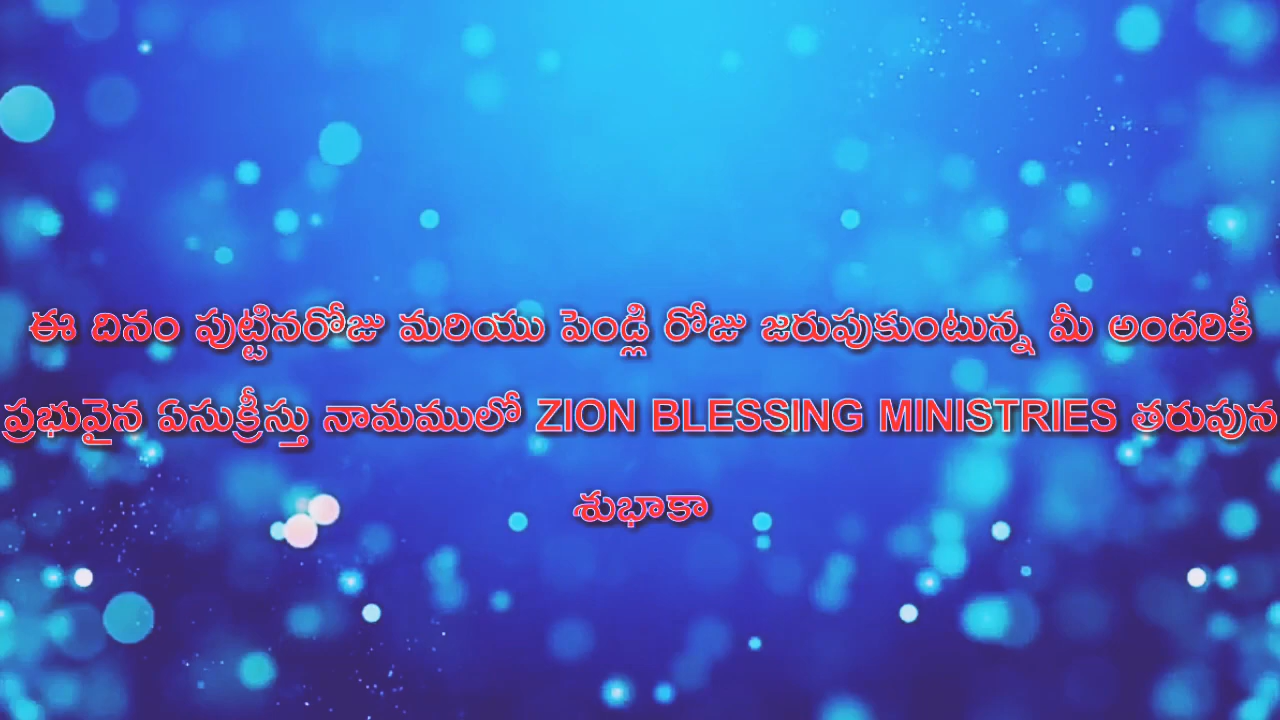 ఈ దినం పుట్టినరోజు మరియు పెండ్లి రోజు జరుపుకుంటున్న మీ అందరికీ
ప్రభువైన ఏసుక్రీస్తు నామములో ZION BLESSING MINISTRIES తరుపున
శుభాకా